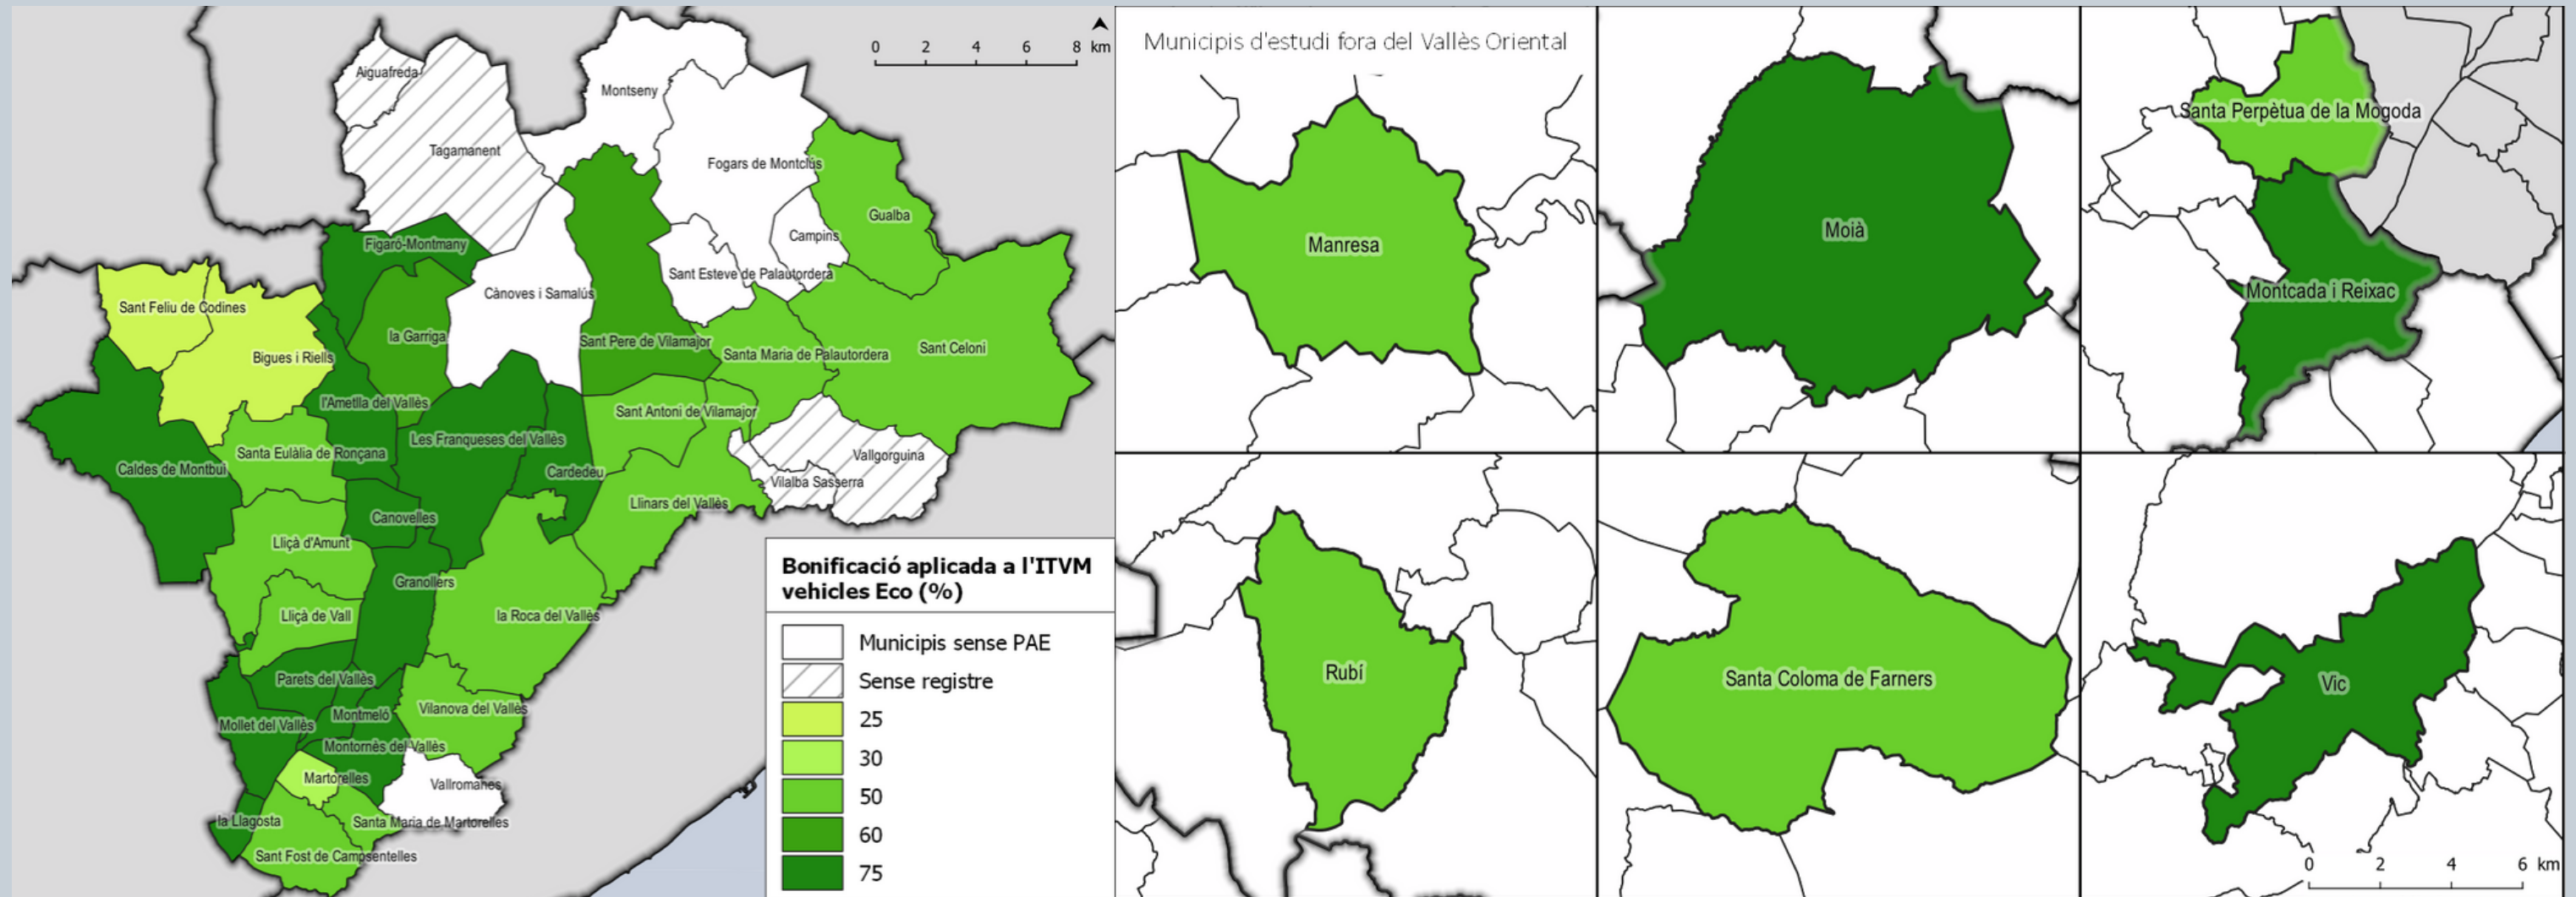 0 2 4 6 8 km
Aiguafreda
Montseny
Tagamanent
Fogars de Montclús
Gualba
Campins
Figaró-Montmany
Sant Esteve de Palautordera
Cànoves i Samalús
Sant Feliu de Codines
la Garriga
Sant Pere de Vilamajor
Santa Maria de Palautordera
Sant Celoni
Bigues i Riells
l'Ametlla del Vallès
Sant Antoni de Vilamajor
Les Franqueses del Vallès
Santa Eulàlia de Ronçana
Vallgorguina
Caldes de Montbui
Cardedeu
Vilalba Sasserra
Llinars del Vallès
Canovelles
Lliçà d'Amunt
Granollers
Lliçà de Vall
la Roca del Vallès
Parets del Vallès
Vilanova del Vallès
Montmeló
Mollet del Vallès
Montornès del Vallès
Martorelles
Vallromanes
la Llagosta
Santa Maria de Martorelles
Sant Fost de Campsentelles
Bonificació aplicada a l'ITVM
vehicles Eco (%)
Municipis sense PAE
Sense registre
25
30
50
60
75
Municipis d'estudi fora del Vallès Oriental
Manresa
Moià
Santa Perpètua de la Mogoda
Montcada i Reixac
Rubí
Santa Coloma de Farners
Vic
0 2 4 6 km